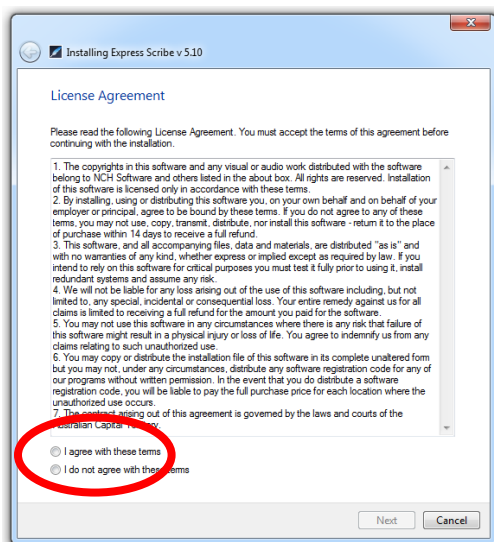 Installing Express Scribe v 5.10
License Agreement
Please read the following License Agreement. You must accept the terms of this agreement before
continuing with the installation.
1. The copyrights in this software and any visual or audio work distributed with the software
belong to NCH Software and others listed in the about box. All rights are reserved. Installation
of this software is licensed only in accordance with these terms.
2. By installing, using or distributing this software you, on your own behalf and on behalf of your
employer or principal, agree to be bound by these terms. If you do not agree to any of these
terms, you may not use, copy, transmit, distribute, nor install this software - return it to the place
of purchase within 14 days to receive a full refund.
3. This software, and all accompanying files, data and materials, are distributed "as is" and
with no warranties of any kind, whether express or implied except as required by law. If you
intend to rely on this software for critical purposes you must test it fully prior to using it, install
redundant systems and assume any risk.
4. We will not be liable for any loss arising out of the use of this software including, but not
limited to, any special, incidental or consequential loss. Your entire remedy against us for all
claims is limited to receiving a full refund for the amount you paid for the software.
5. You may not use this software in any circumstances where there is any risk that failure of
this software might result in a physical injury or loss of life. You agree to indemnify us from any
claims relating to such unauthorized use.
6. You may copy or distribute the installation file of this software in its complete unaltered form
but you may not, under any circumstances, distribute any software registration code for any of
our programs without written permission. In the event that you do distribute a software
registration code, you will be liable to pay the full purchase price for each location where the
unauthorized use occurs.
7. The contract arising out of this agreement is governed by the laws and courts of the
Australian Capital Territory.
I agree with these terms
I do not agree with these terms
Next
Cancel